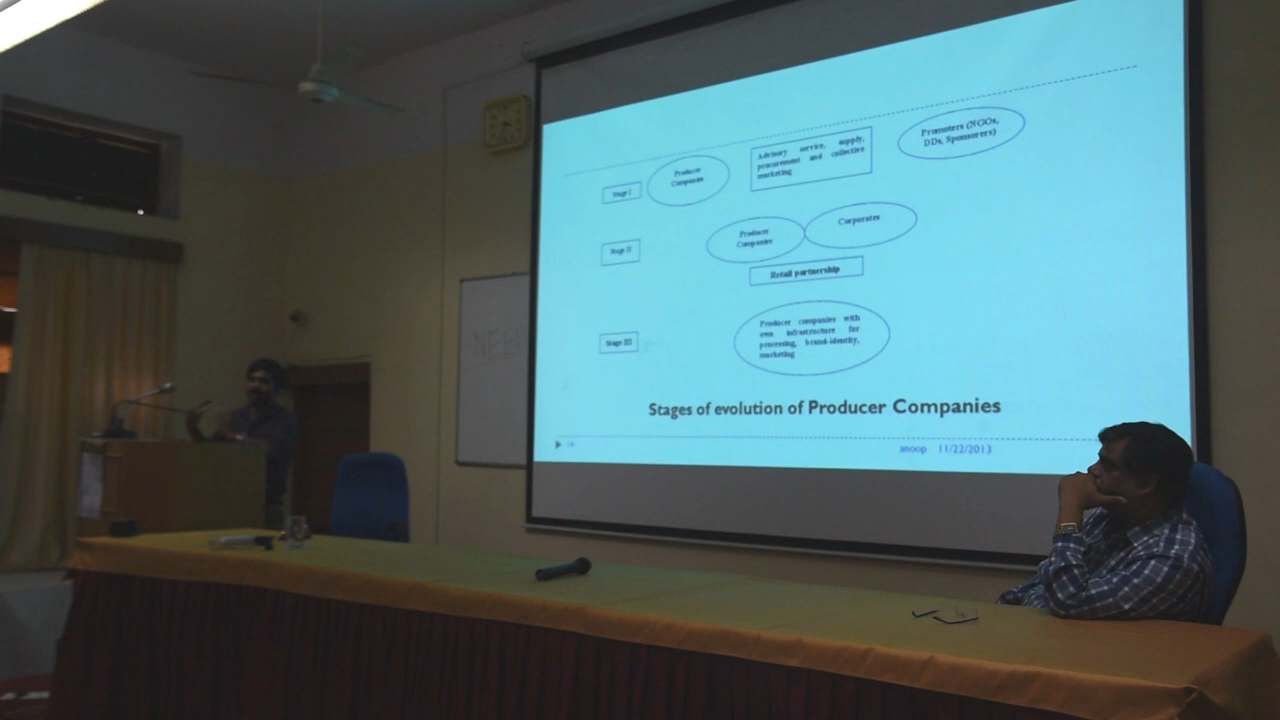 Promoters (NGOs,
DDs, Sponsorers)
Advisory service, supply,
procurement and collective
marketing
Producer
Companies
Stage I
Corporates
Producer
Companies
Stage II
Retail partnership
Producer companies with
own infrastructure for
processing, brand-identity,
marketing
Stage III
Stages of evolution of Producer Companies
anoop 11/22/2013